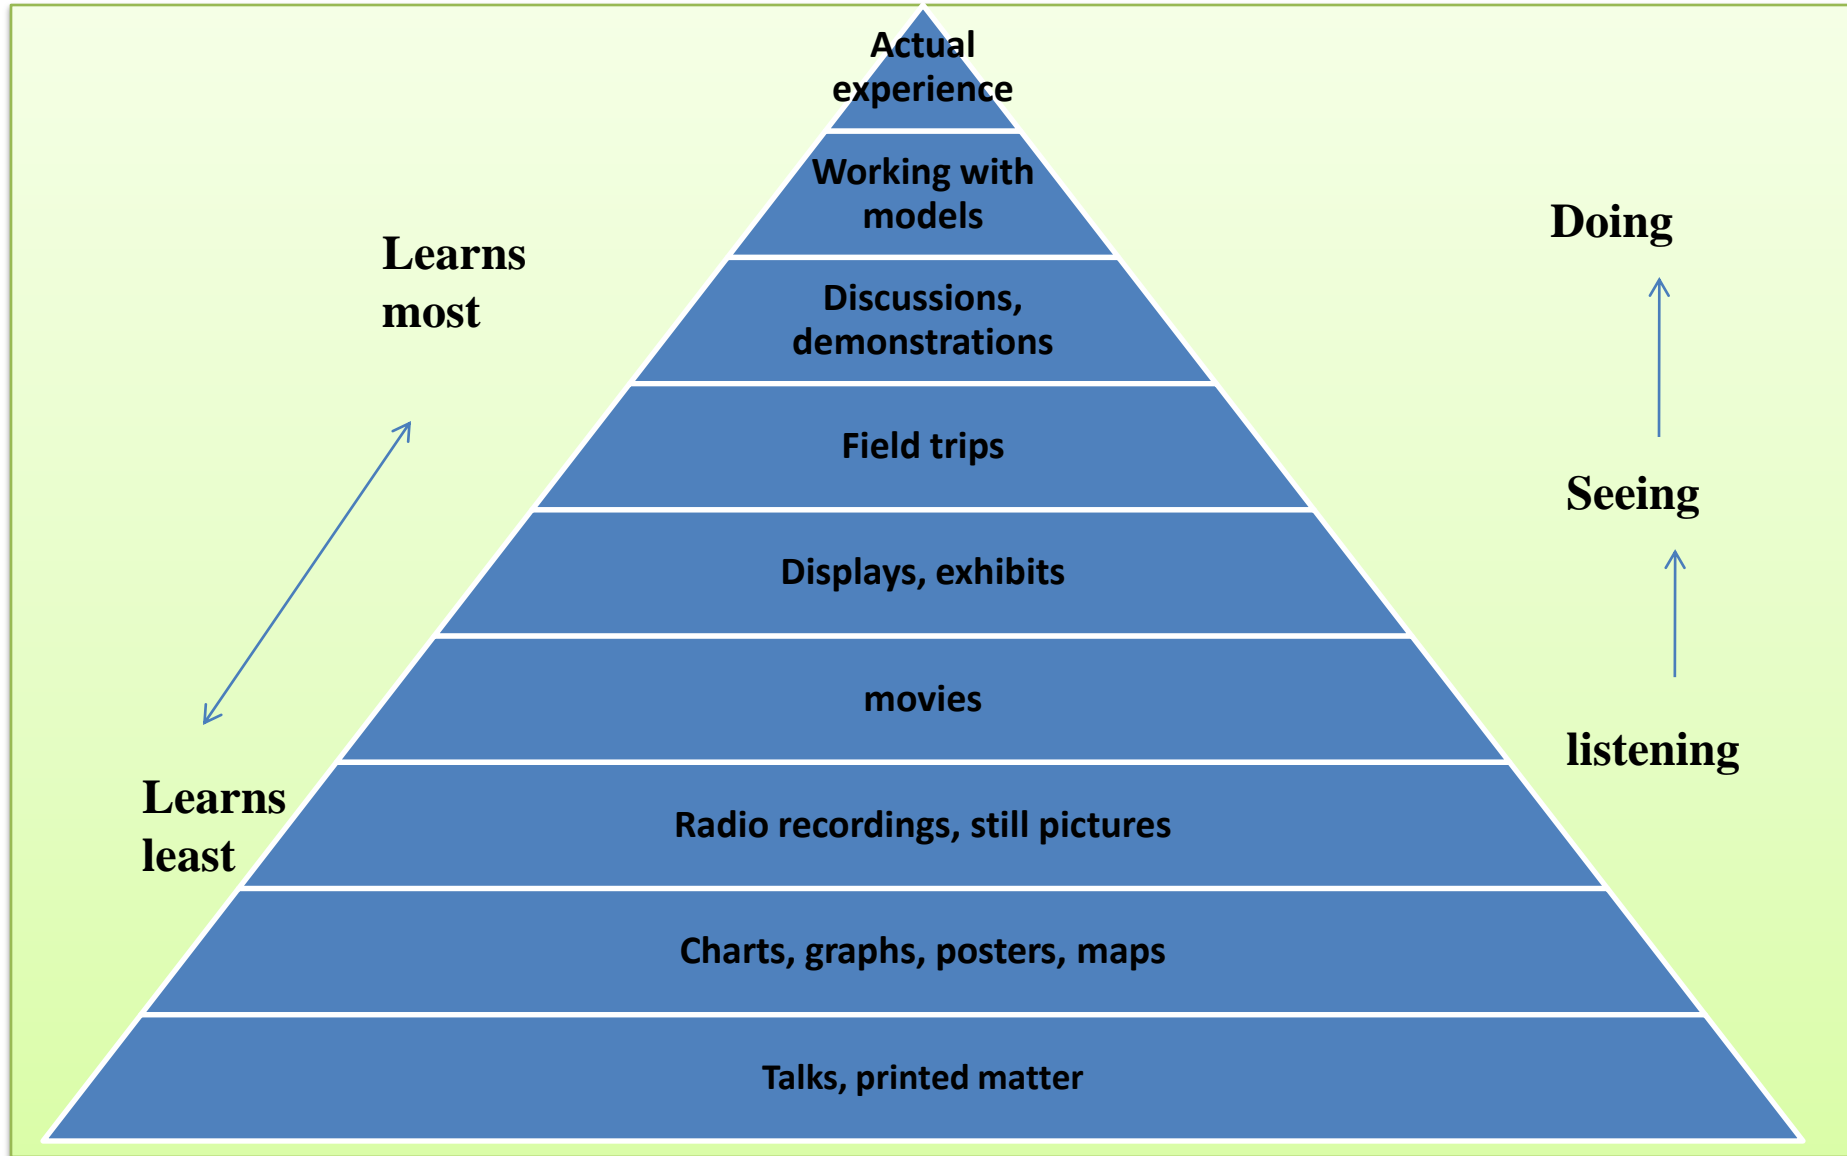 Actual
experience
Working with
models
Discussions,
demonstrations
Field trips
Displays, exhibits
movies
Radio recordings, still pictures
Charts, graphs, posters, maps
Talks, printed matter
Learns
most
Learns
least
Doing
Seeing
listening